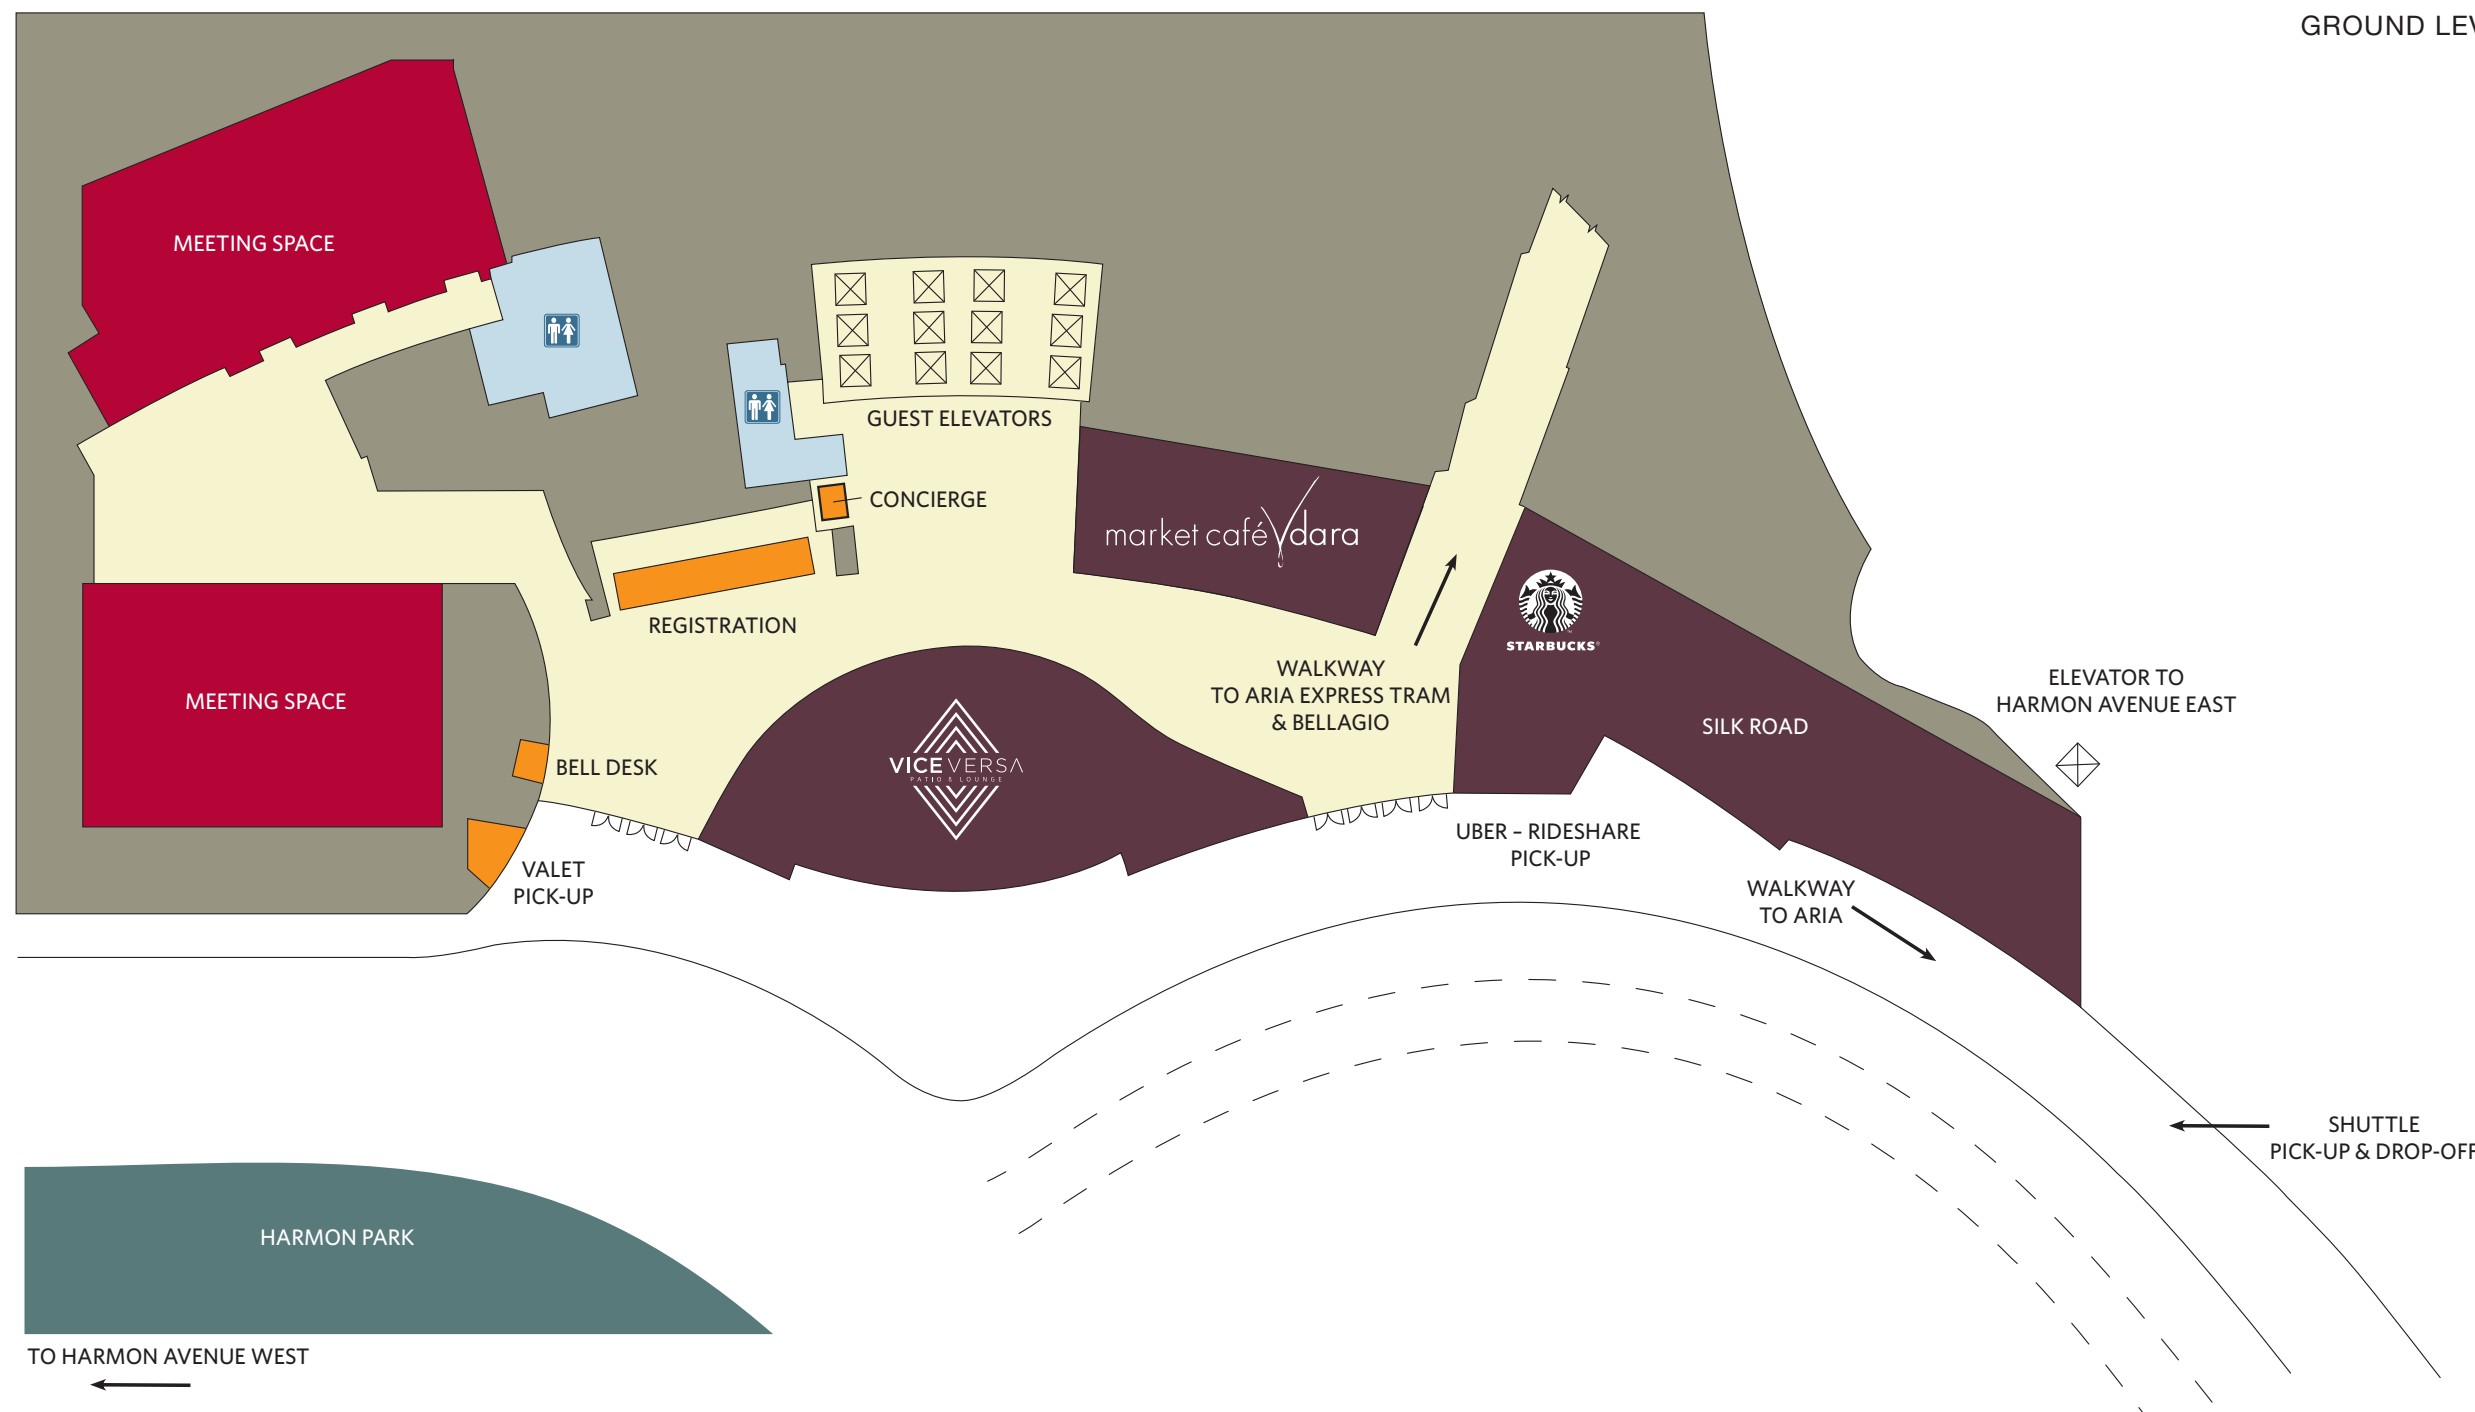 GROUND LEV
MEETING SPACE
GUEST ELEVATORS
CONCIERGE
market café Vdara
REGISTRATION
STARBUCKS®
WALKWAY
TO ARIA EXPRESS TRAM
& BELLAGIO
ELEVATOR TO
HARMON AVENUE EAST
MEETING SPACE
SILK ROAD
BELL DESK
VICE VERSA
PATIO & LOUNGE
UBER – RIDESHARE
PICK-UP
VALET
PICK-UP
WALKWAY
TO ARIA
SHUTTLE
PICK-UP & DROP-OFF
HARMON PARK
TO HARMON AVENUE WEST